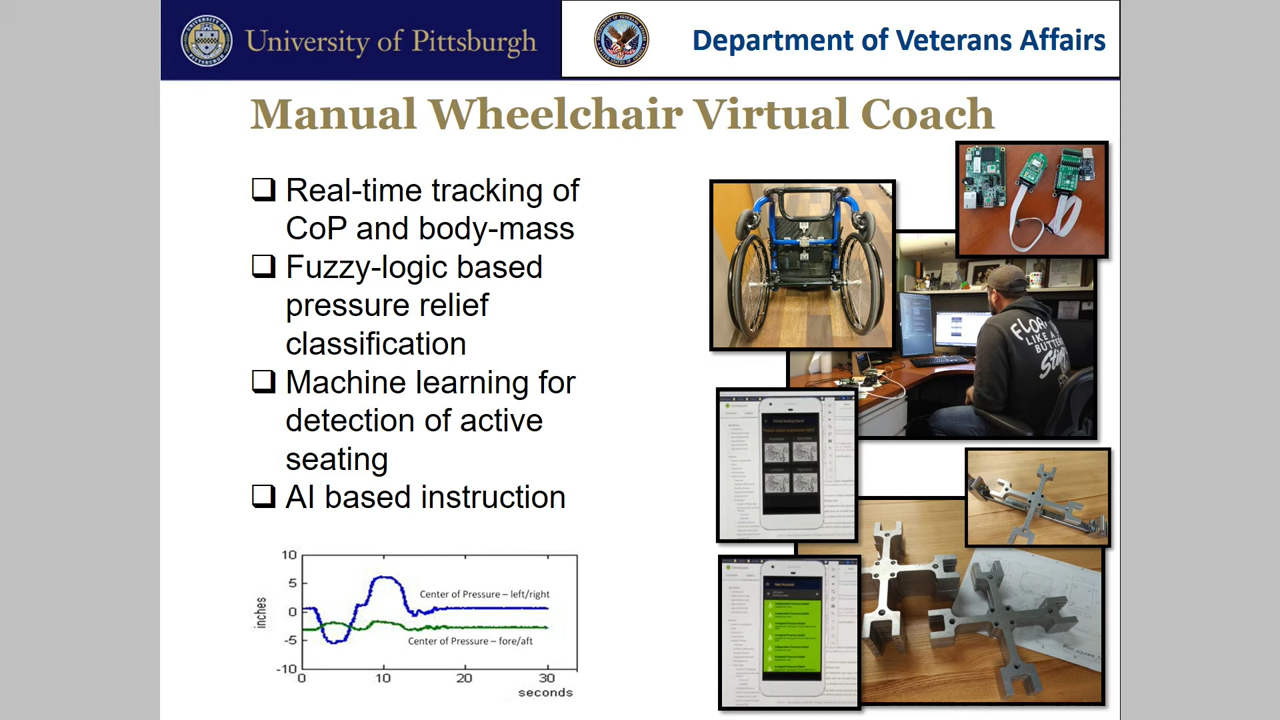 University of Pittsburgh
Department of Veterans Affairs
Manual Wheelchair Virtual Coach
❑ Real-time tracking of
CoP and body-mass
❑ Fuzzy-logic based
pressure relief
classification
❑ Machine learning for
detection of active
seating
❑ AI based instruction
FLOAT
LIKE A
BUTTERFLY
10
5
0
-5
-10
inches
Center of Pressure – left/right
Center of Pressure – fore/aft
0
10
20
30
seconds